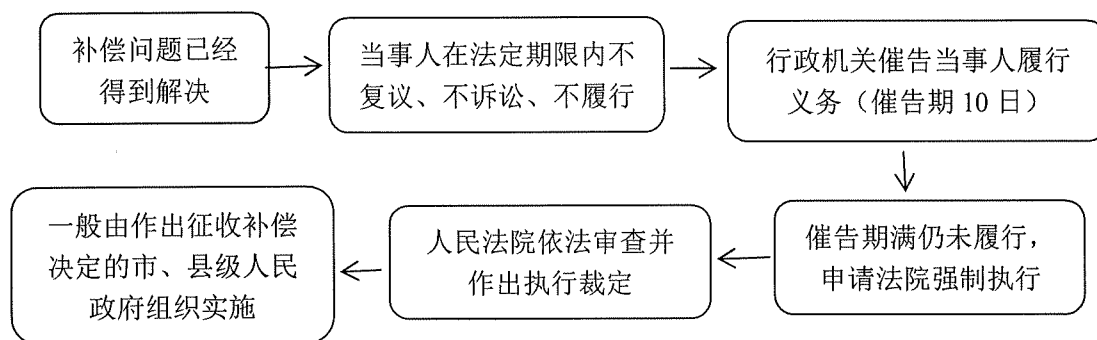 补偿问题已经
得到解决
当事人在法定期限内不
复议、不诉讼、不履行
行政机关催告当事人履行
义务（催告期 10 日）
催告期满仍未履行，
申请法院强制执行
人民法院依法审查并
作出执行裁定
一般由作出征收补偿
决定的市、县级人民
政府组织实施